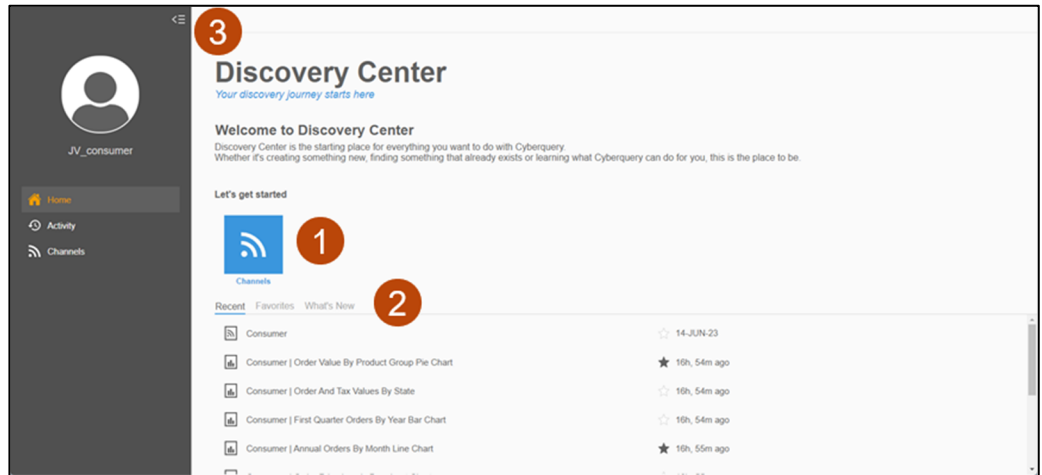 3
JV_consumer
Home
Activity
Channels
Discovery Center
Your discovery journey starts here
Welcome to Discovery Center
Discovery Center is the starting place for everything you want to do with Cyberquery.
Whether it's creating something new, finding something that already exists or learning what Cyberquery can do for you, this is the place to be.
Let's get started
1
Channels
Recent Favorites What's New 2
Consumer 14-JUN-23
Consumer | Order Value By Product Group Pie Chart 16h, 54m ago
Consumer | Order And Tax Values By State 16h, 54m ago
Consumer | First Quarter Orders By Year Bar Chart 16h, 54m ago
Consumer | Annual Orders By Month Line Chart 16h, 55m ago